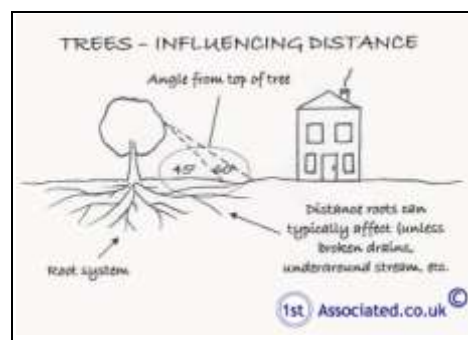 TREES – INFLUENCING DISTANCE
Angle from top of tree
45° 60°
Distance roots can
typically affect (unless
broken drains,
underground stream, etc.
Root system
1st Associated.co.uk ©